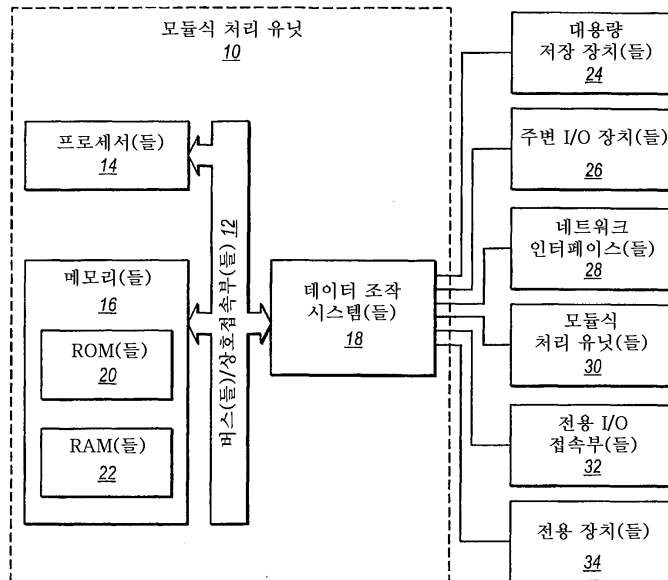 모듈식 처리 유닛
10
프로세서(들)
14
메모리(들)
16
ROM(들)
20
RAM(들)
22
버스(들)/상호접속부(들) 12
데이터 조작
시스템(들)
18
대용량
저장 장치(들)
24
주변 I/O 장치(들)
26
네트워크
인터페이스(들)
28
모듈식
처리 유닛(들)
30
전용 I/O
접속부(들)
32
전용 장치(들)
34